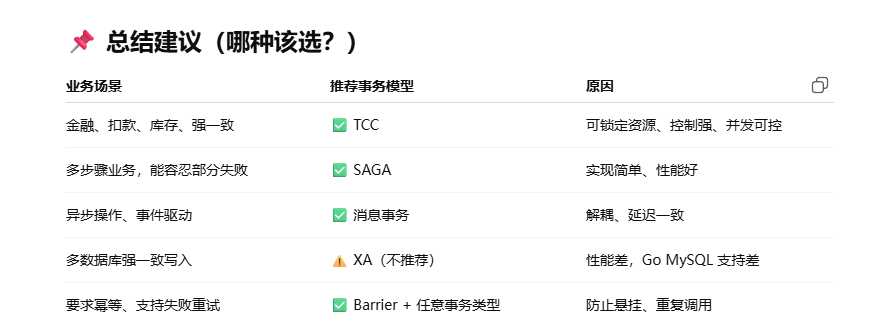 📌 总结建议（哪种该选？）
业务场景 推荐事务模型 原因
金融、扣款、库存、强一致 ✅ TCC 可锁定资源、控制强、并发可控
多步骤业务，能容忍部分失败 ✅ SAGA 实现简单、性能好
异步操作、事件驱动 ✅ 消息事务 解耦、延迟一致
多数据库强一致写入 ⚠️ XA（不推荐） 性能差，Go MySQL 支持差
要求幂等、支持失败重试 ✅ Barrier + 任意事务类型 防止悬挂、重复调用